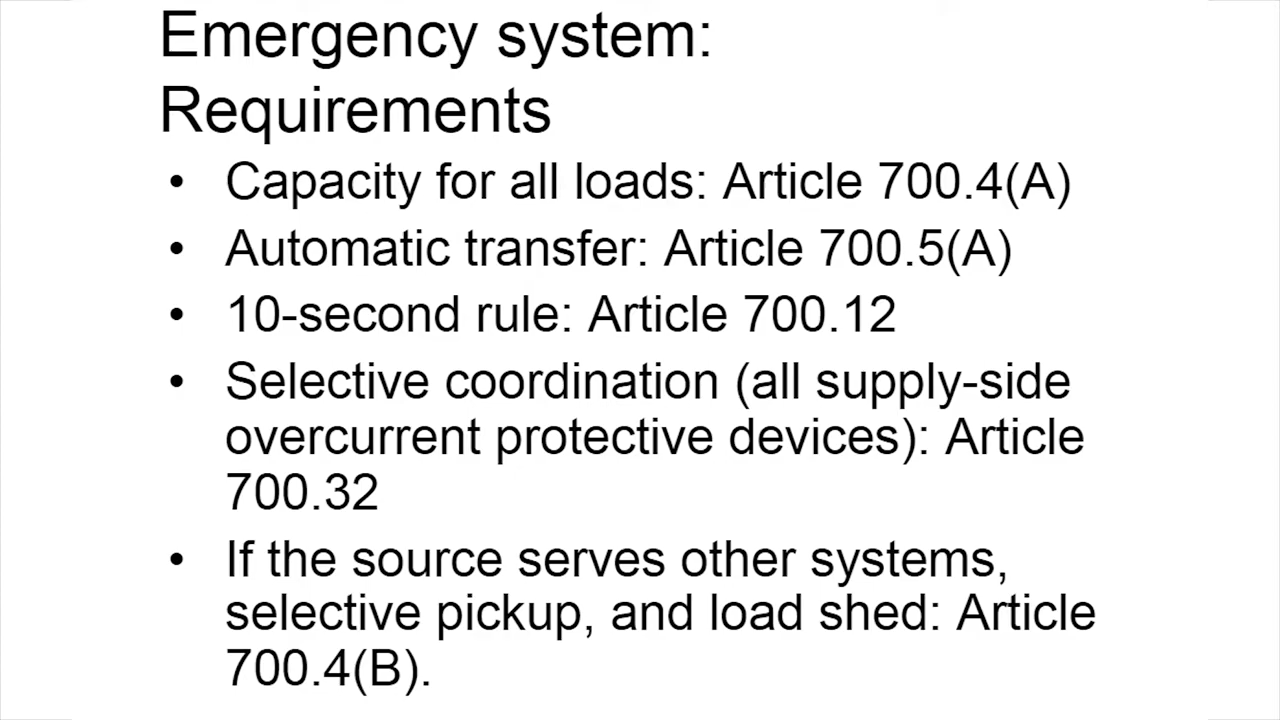 Emergency system:
Requirements
• Capacity for all loads: Article 700.4(A)
• Automatic transfer: Article 700.5(A)
• 10-second rule: Article 700.12
• Selective coordination (all supply-side
overcurrent protective devices): Article
700.32
• If the source serves other systems,
selective pickup, and load shed: Article
700.4(B).